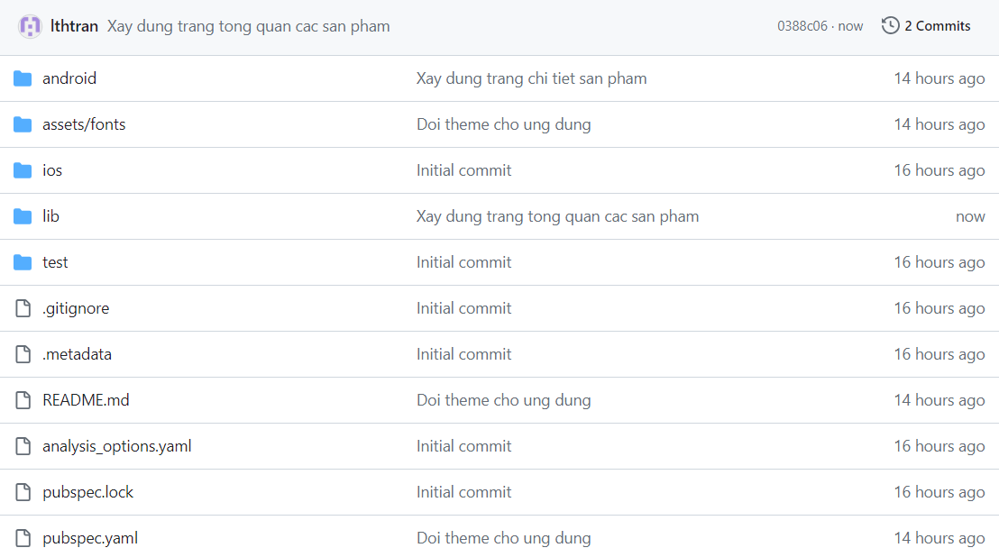 lthtran Xay dung trang tong quan cac san pham 0388c06 · now 2 Commits
android Xay dung trang chi tiet san pham 14 hours ago
assets/fonts Doi theme cho ung dung 14 hours ago
ios Initial commit 16 hours ago
lib Xay dung trang tong quan cac san pham now
test Initial commit 16 hours ago
.gitignore Initial commit 16 hours ago
.metadata Initial commit 16 hours ago
README.md Doi theme cho ung dung 14 hours ago
analysis_options.yaml Initial commit 16 hours ago
pubspec.lock Initial commit 16 hours ago
pubspec.yaml Doi theme cho ung dung 14 hours ago